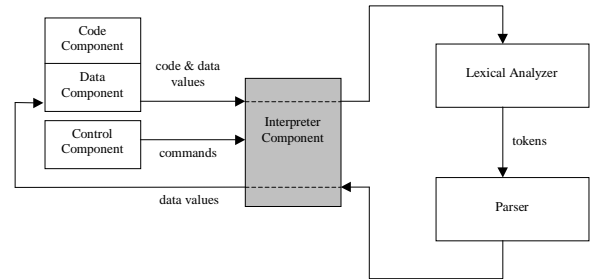 Code
Component
Data
Component
code & data
values
Control
Component
commands
data values
Interpreter
Component
Lexical Analyzer
tokens
Parser